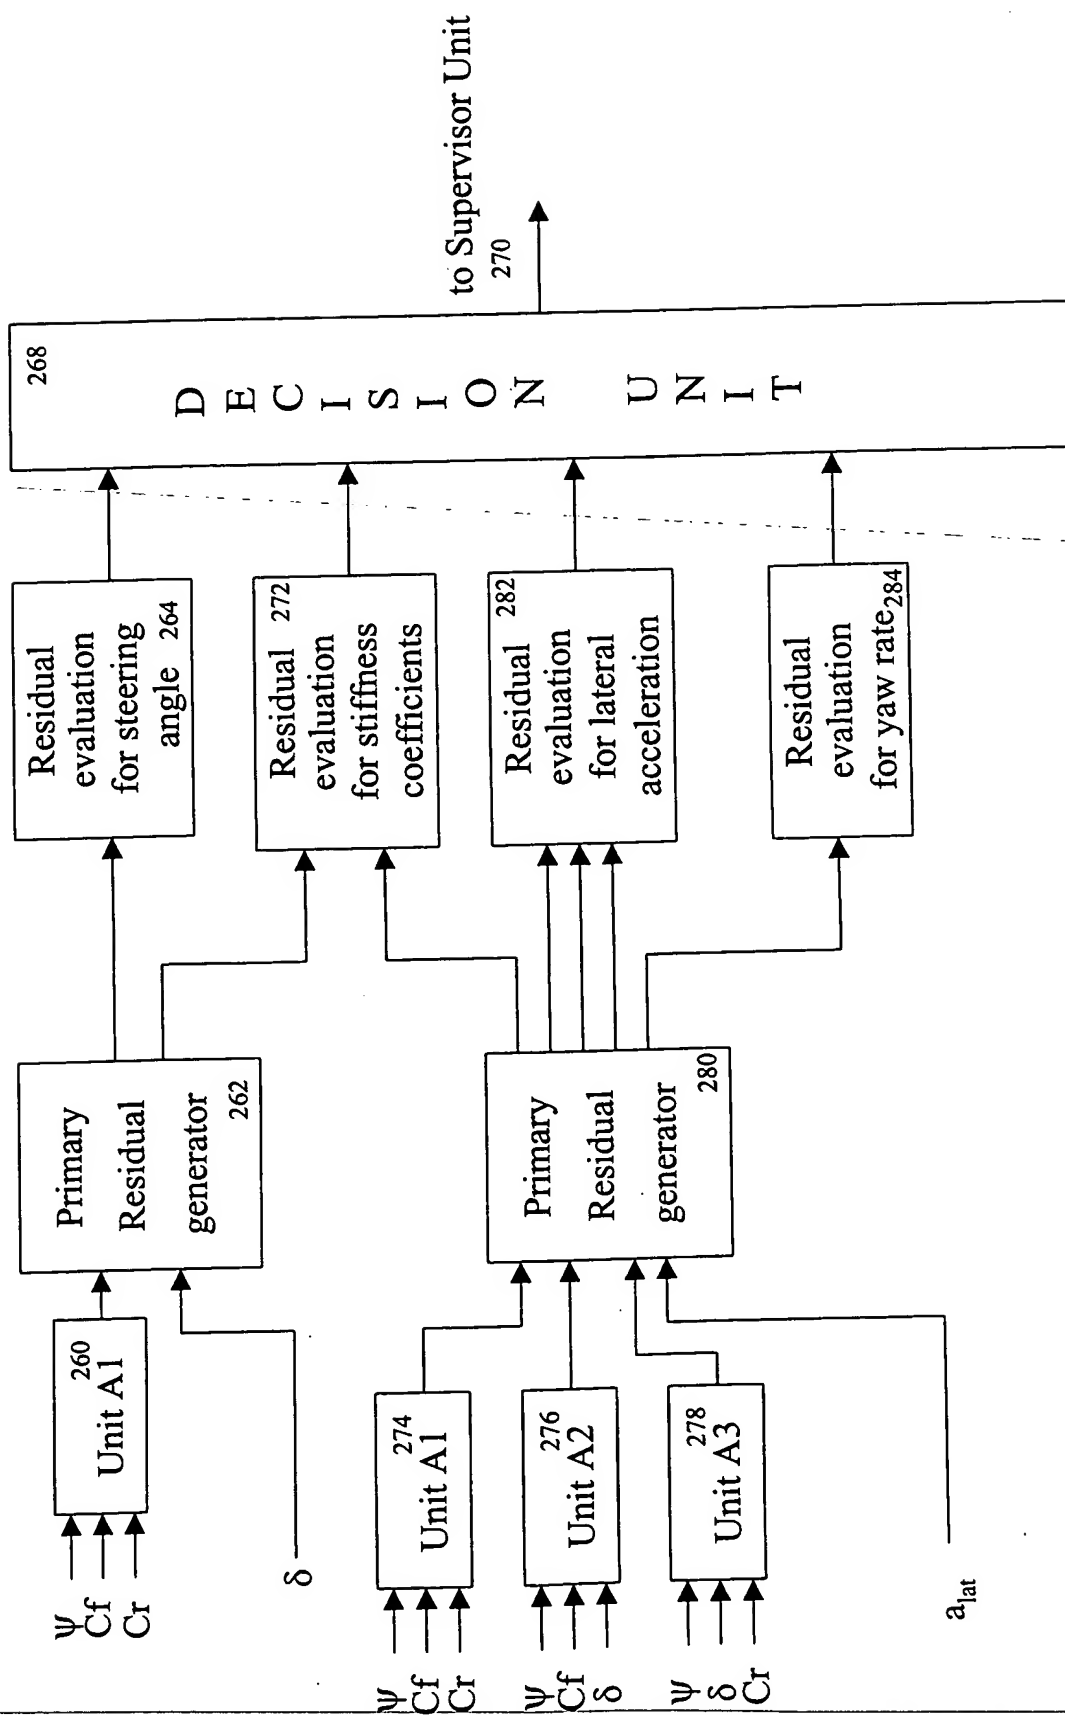 Ψ
Cf
Cr
260
Unit A1
δ
Primary
Residual
generator
262
Residual
evaluation
for steering
angle 264
Ψ
Cf
Cr
274
Unit A1
Ψ
Cf
δ
276
Unit A2
Ψ
δ
Cr
278
Unit A3
a_lat
Primary
Residual
generator
280
Residual 272
evaluation
for stiffness
coefficients
282
Residual
evaluation
for lateral
acceleration
Residual
evaluation
for yaw rate 284
268
DECISION UNIT
to Supervisor Unit
270